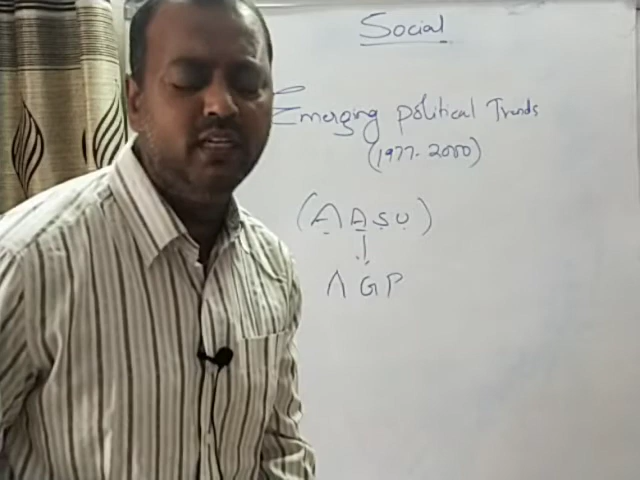 Social
Emerging political Trends
(1977-2000)
(AASU)
AGP